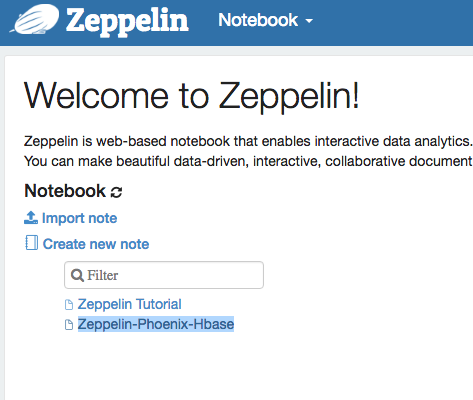 Zeppelin
Notebook
Welcome to Zeppelin!
Zeppelin is web-based notebook that enables interactive data analytics.
You can make beautiful data-driven, interactive, collaborative document
Notebook
Import note
Create new note
Filter
Zeppelin Tutorial
Zeppelin-Phoenix-Hbase